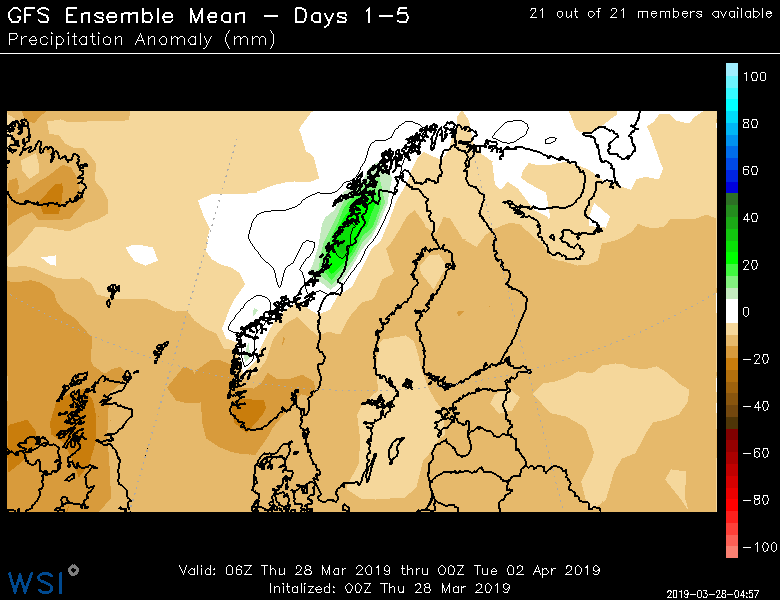 GFS Ensemble Mean – Days 1–5
21 out of 21 members available
Precipitation Anomaly (mm)
100
80
60
40
20
0
−20
−40
−60
−80
−100
Valid: 06Z Thu 28 Mar 2019 thru 00Z Tue 02 Apr 2019
Initalized: 00Z Thu 28 Mar 2019
WSI
2019-03-28-04:57